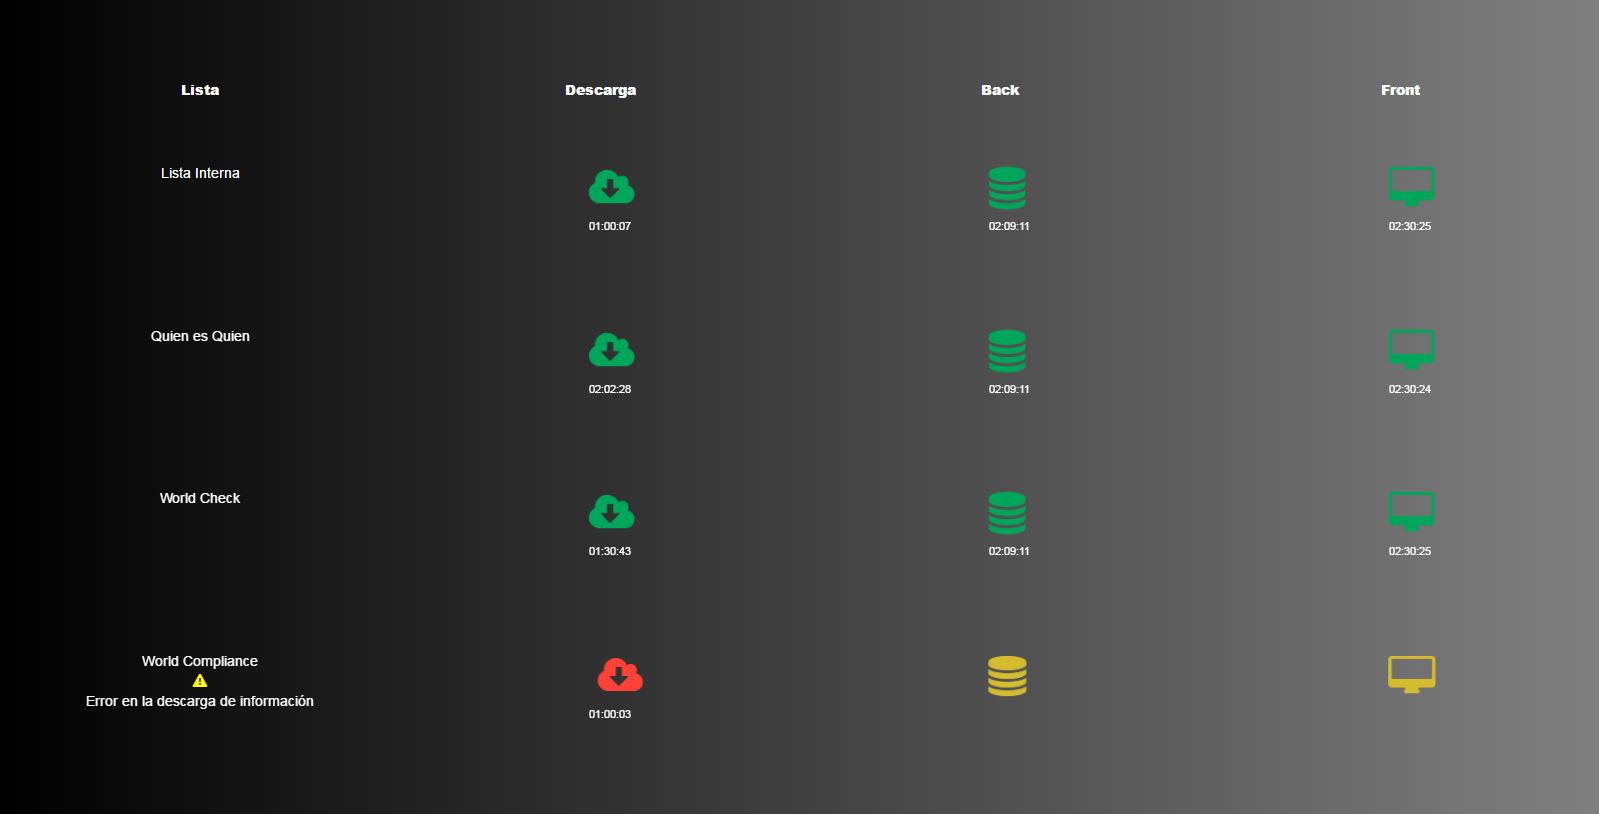 Lista Descarga Back Front
Lista Interna
01:00:07 02:09:11 02:30:25
Quien es Quien
02:02:28 02:09:11 02:30:24
World Check
01:30:43 02:09:11 02:30:25
World Compliance
Error en la descarga de información
01:00:03